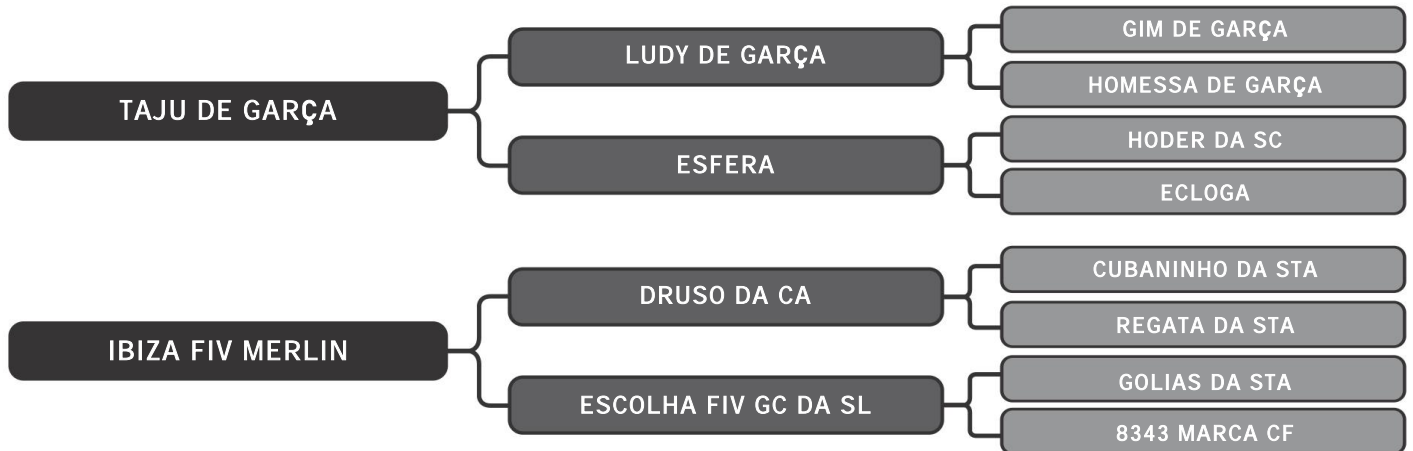 TAJU DE GARÇA
LUDY DE GARÇA
GIM DE GARÇA
HOMESSA DE GARÇA
ESFERA
HODER DA SC
ECLOGA
IBIZA FIV MERLIN
DRUSO DA CA
CUBANINHO DA STA
REGATA DA STA
ESCOLHA FIV GC DA SL
GOLIAS DA STA
8343 MARCA CF